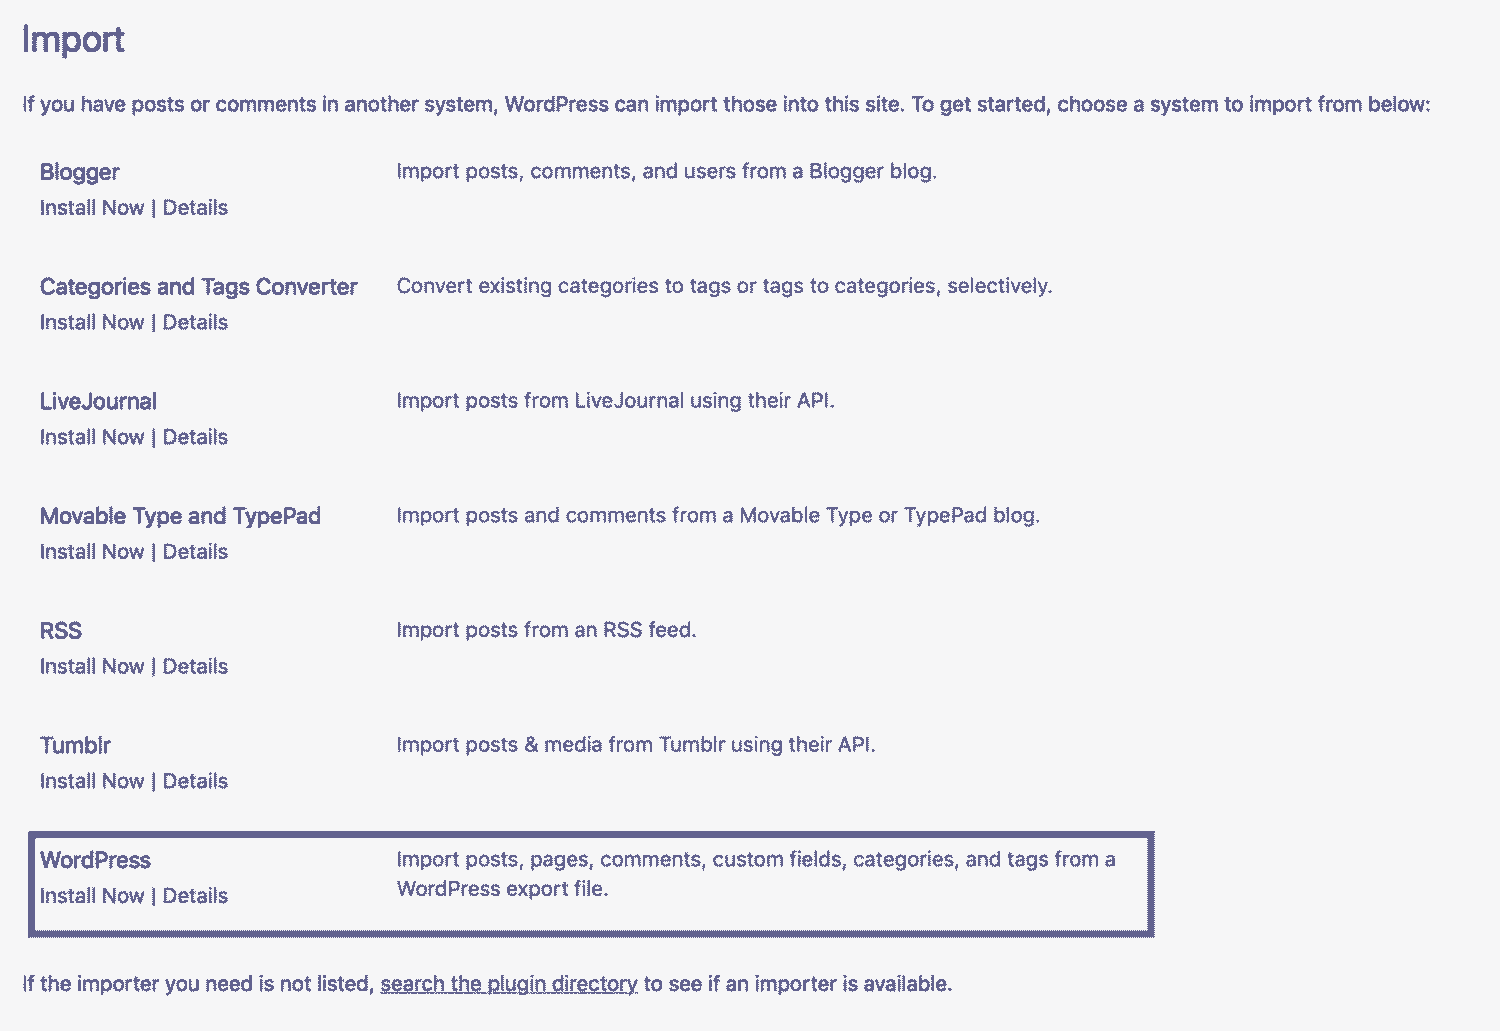 Import
If you have posts or comments in another system, WordPress can import those into this site. To get started, choose a system to import from below:
Blogger
Import posts, comments, and users from a Blogger blog.
Install Now | Details
Categories and Tags Converter
Convert existing categories to tags or tags to categories, selectively.
Install Now | Details
LiveJournal
Import posts from LiveJournal using their API.
Install Now | Details
Movable Type and TypePad
Import posts and comments from a Movable Type or TypePad blog.
Install Now | Details
RSS
Import posts from an RSS feed.
Install Now | Details
Tumblr
Import posts & media from Tumblr using their API.
Install Now | Details
WordPress
Import posts, pages, comments, custom fields, categories, and tags from a
WordPress export file.
Install Now | Details
If the importer you need is not listed, search the plugin directory to see if an importer is available.